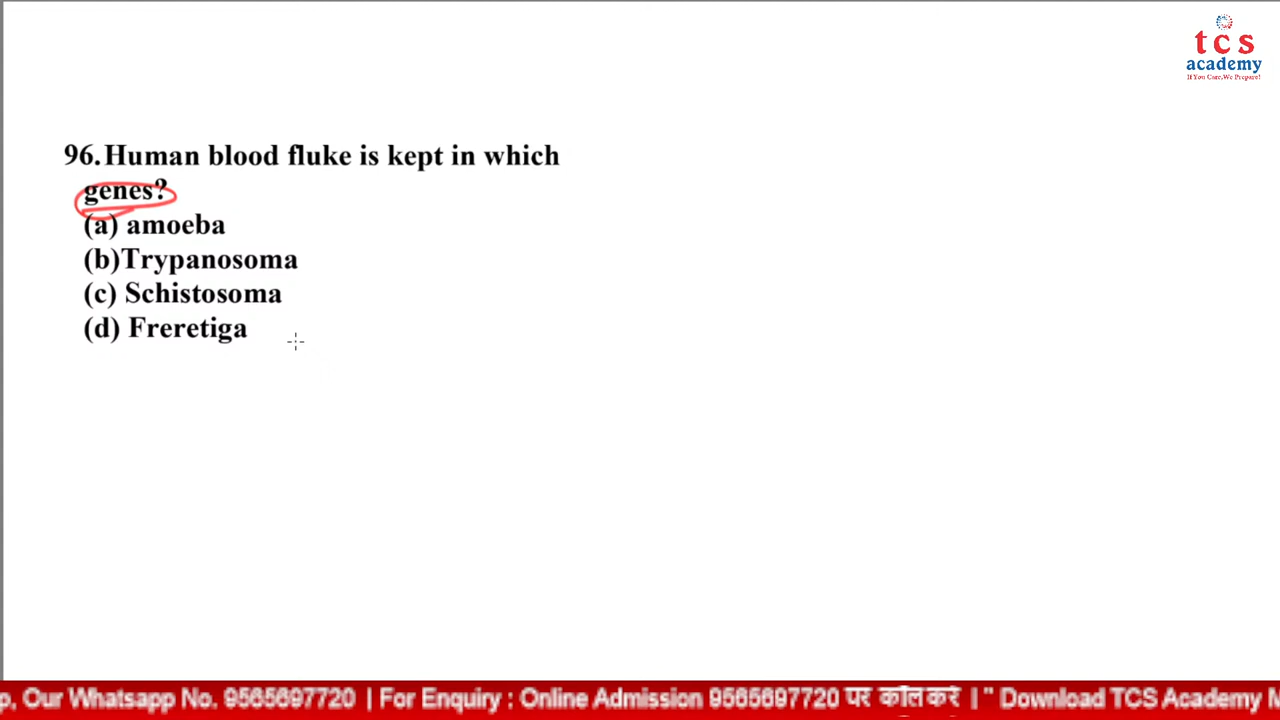 tcs
academy
If You Care,We Prepare!
96.Human blood fluke is kept in which
genes?
(a) amoeba
(b)Trypanosoma
(c) Schistosoma
(d) Freretiga
p, Our Whatsapp No. 9565697720 | For Enquiry : Online Admission 9565697720 पर कॉल करे | " Download TCS Academy M